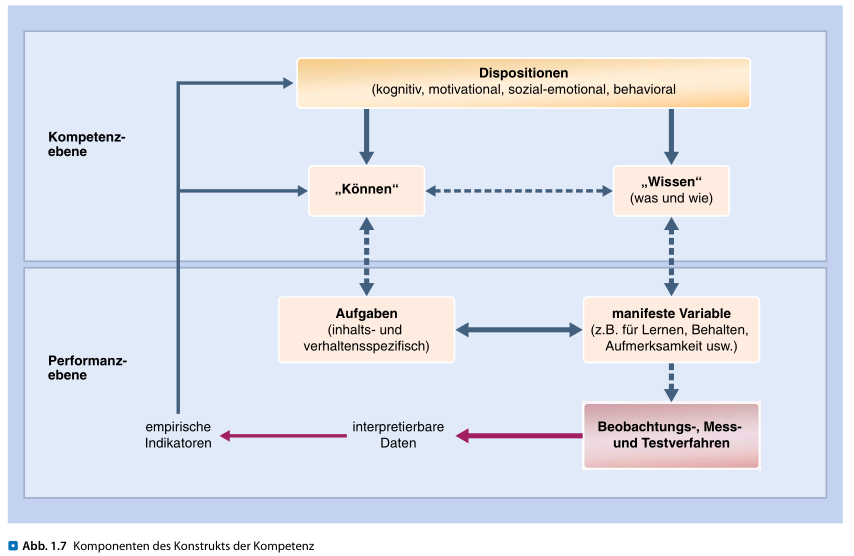 Dispositionen
(kognitiv, motivational, sozial-emotional, behavioral
Kompetenz-
ebene
„Können“
„Wissen“
(was und wie)
Aufgaben
(inhalts- und
verhaltensspezifisch)
manifeste Variable
(z.B. für Lernen, Behalten,
Aufmerksamkeit usw.)
Performanz-
ebene
empirische
Indikatoren
interpretierbare
Daten
Beobachtungs-, Mess-
und Testverfahren
Abb. 1.7 Komponenten des Konstrukts der Kompetenz